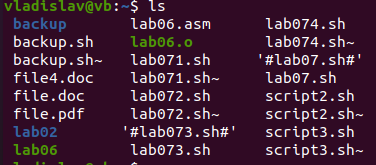 vladislav@vb:~$ ls
backup lab06.asm lab074.sh
backup.sh lab06.o lab074.sh~
backup.sh~ lab071.sh '#lab07.sh#'
file4.doc lab071.sh~ lab07.sh
file.doc lab072.sh script2.sh
file.pdf lab072.sh~ script2.sh~
lab02 '#lab073.sh#' script3.sh
lab06 lab073.sh script3.sh~